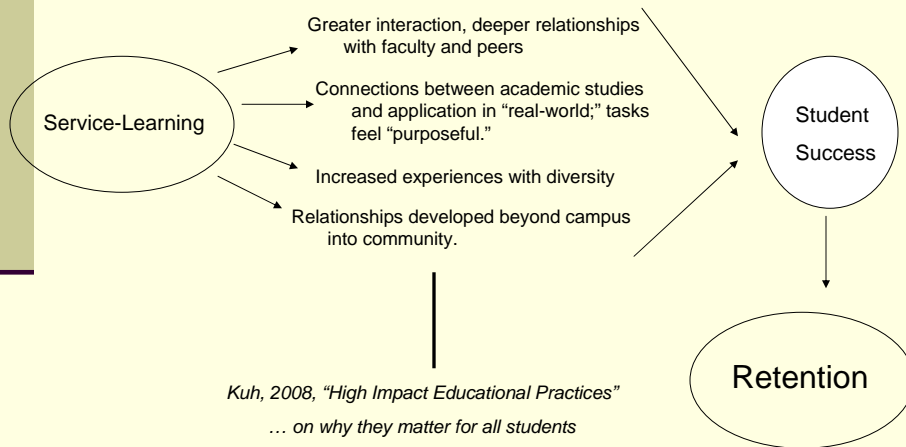 Greater interaction, deeper relationships
with faculty and peers
Connections between academic studies
and application in “real-world;” tasks
feel “purposeful.”
Service-Learning
Increased experiences with diversity
Relationships developed beyond campus
into community.
Student
Success
Retention
Kuh, 2008, “High Impact Educational Practices”
… on why they matter for all students